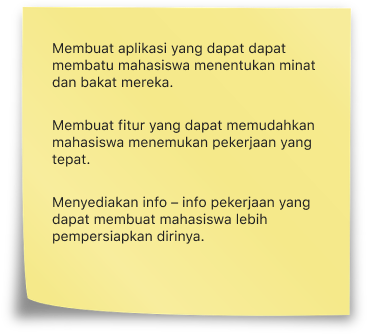 Membuat aplikasi yang dapat dapat
membatu mahasiswa menentukan minat
dan bakat mereka.
Membuat fitur yang dapat memudahkan
mahasiswa menemukan pekerjaan yang
tepat.
Menyediakan info – info pekerjaan yang
dapat membuat mahasiswa lebih
pempersiapkan dirinya.